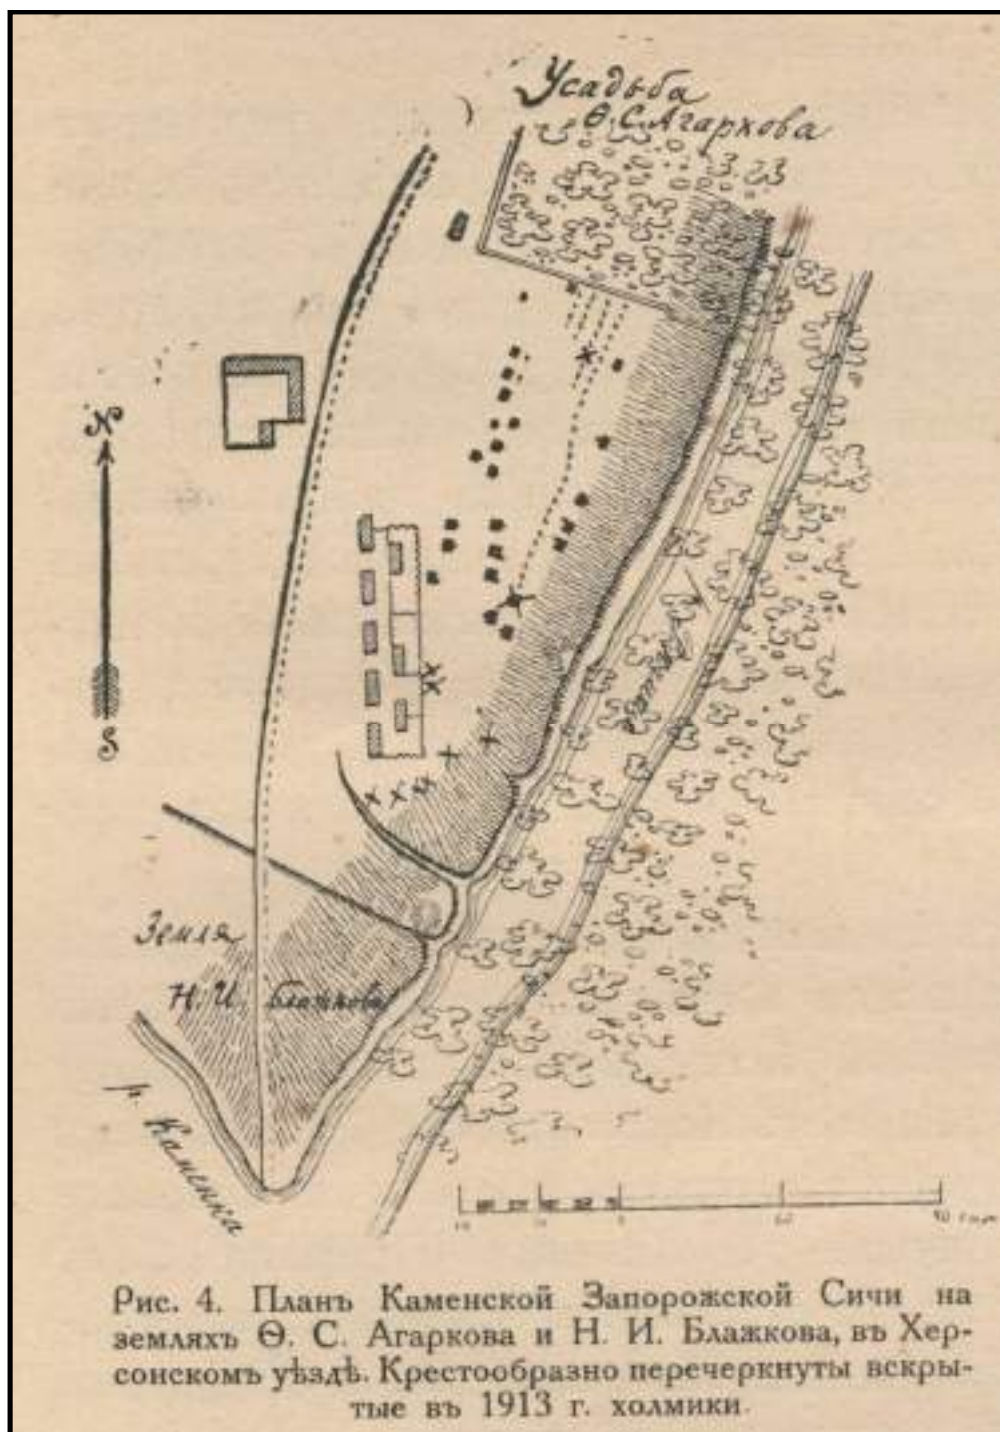 Усадьба
Ѳ. С. Агаркова
N
S
Земля
Н. И. Блажкова
р. Каменка
Рис. 4. Планъ Каменской Запорожской Сичи на
земляхъ Ѳ. С. Агаркова и Н. И. Блажкова, въ Хер-
сонскомъ уѣздѣ. Крестообразно перечеркнуты вскры-
тые въ 1913 г. холмики.